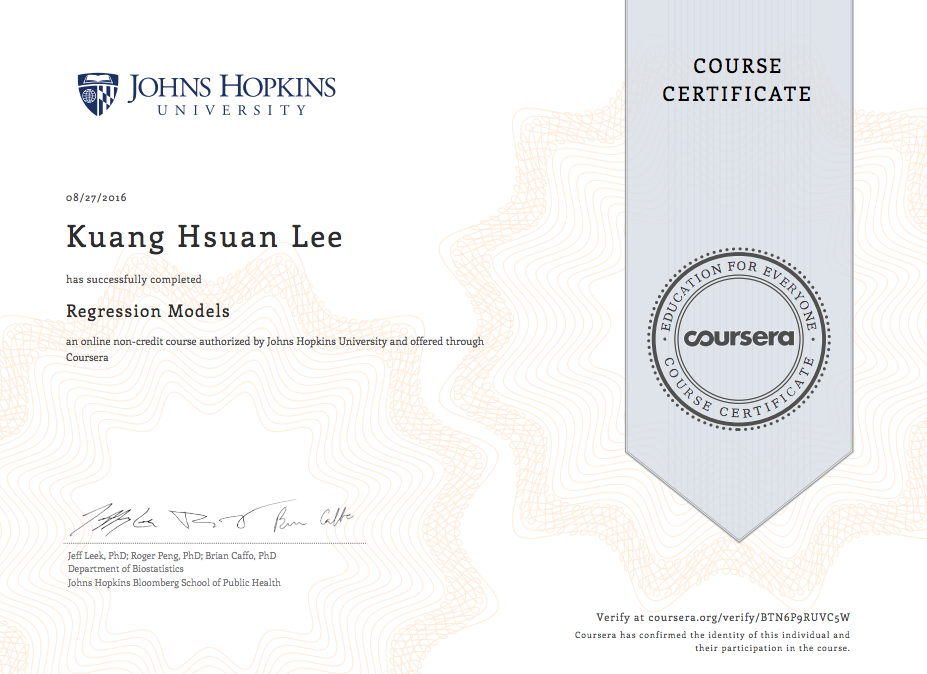 JOHNS HOPKINS
UNIVERSITY
COURSE
CERTIFICATE
08/27/2016
Kuang Hsuan Lee
has successfully completed
Regression Models
an online non-credit course authorized by Johns Hopkins University and offered through
Coursera
EDUCATION FOR EVERYONE
coursera
COURSE CERTIFICATE
Jeff Leek, PhD; Roger Peng, PhD; Brian Caffo, PhD
Department of Biostatistics
Johns Hopkins Bloomberg School of Public Health
Verify at coursera.org/verify/BTN6P9RUVC5W
Coursera has confirmed the identity of this individual and
their participation in the course.